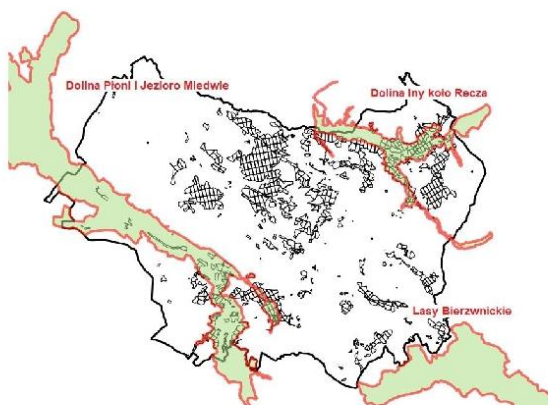 Dolina Płoni i Jezioro Miedwie
Dolina Iny koło Recza
Lasy Bierzwnickie